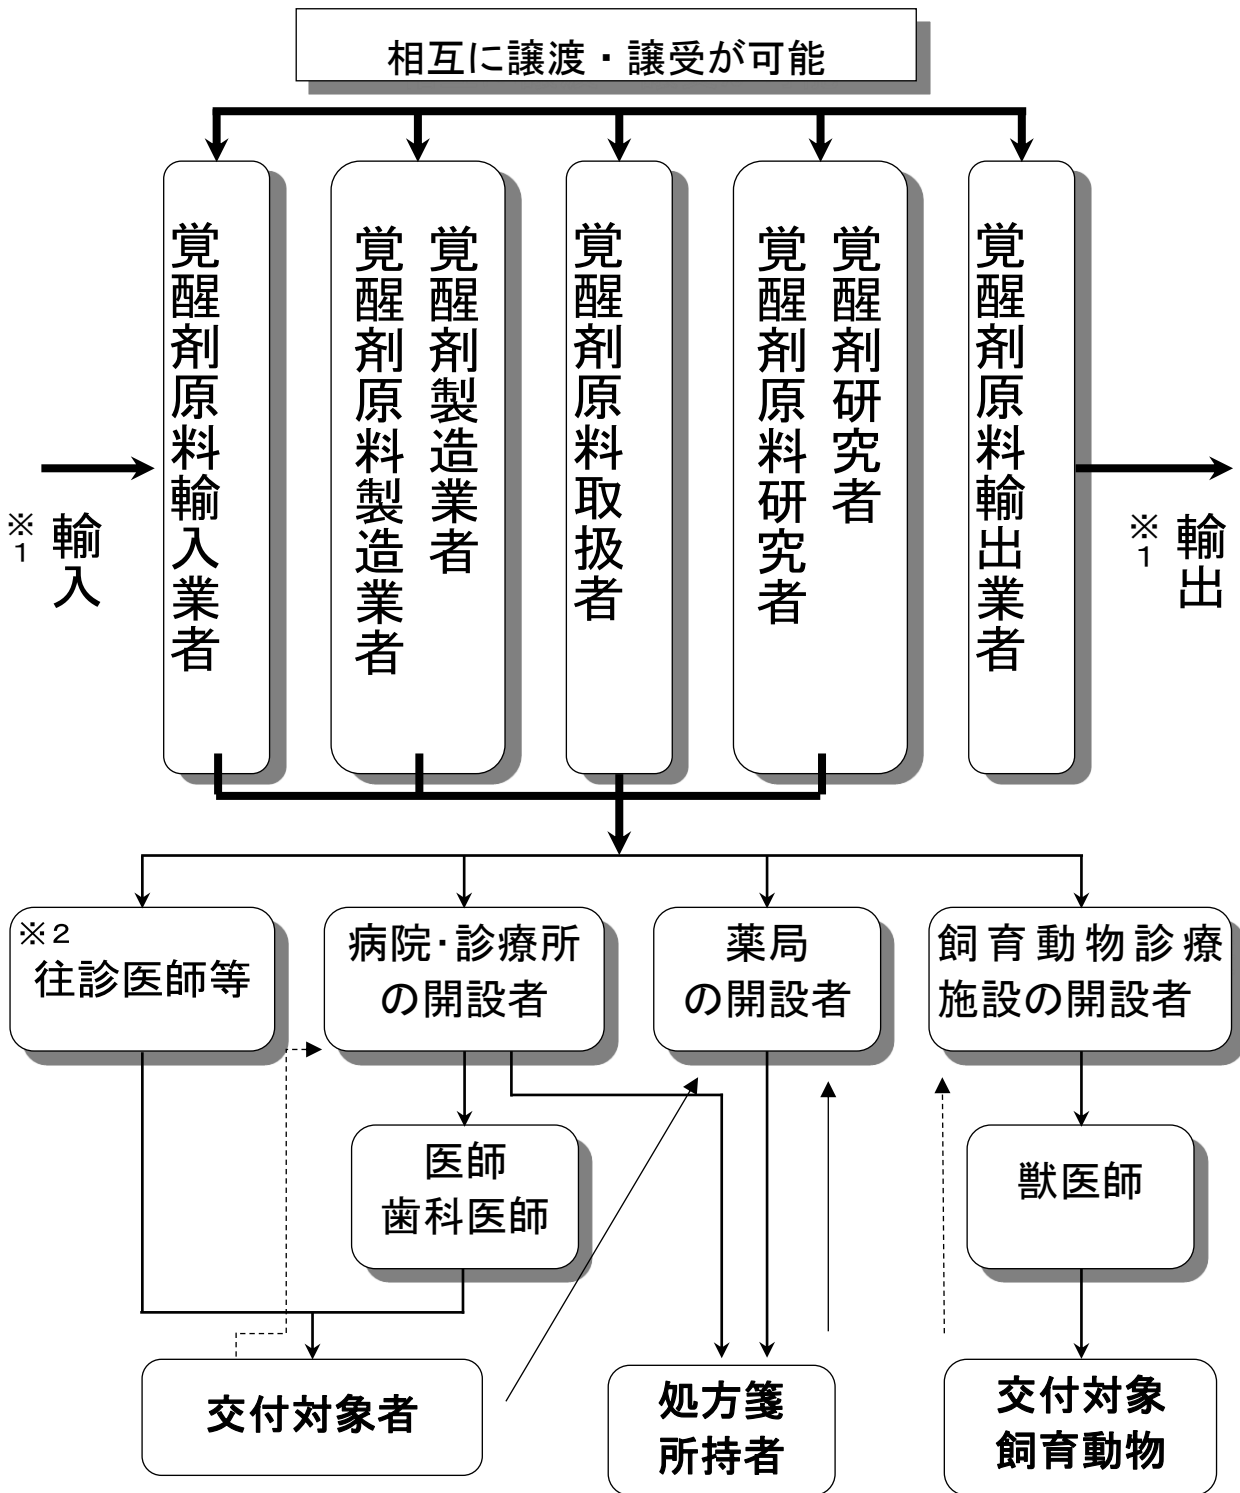 相互に譲渡・譲受が可能
覚醒剤原料輸入業者
覚醒剤製造業者
覚醒剤原料製造業者
覚醒剤原料取扱者
覚醒剤研究者
覚醒剤原料研究者
覚醒剤原料輸出業者
輸入
※1
輸出
※1
※2
往診医師等
病院・診療所
の開設者
薬局
の開設者
飼育動物診療
施設の開設者
医師
歯科医師
獣医師
交付対象者
処方箋
所持者
交付対象
飼育動物